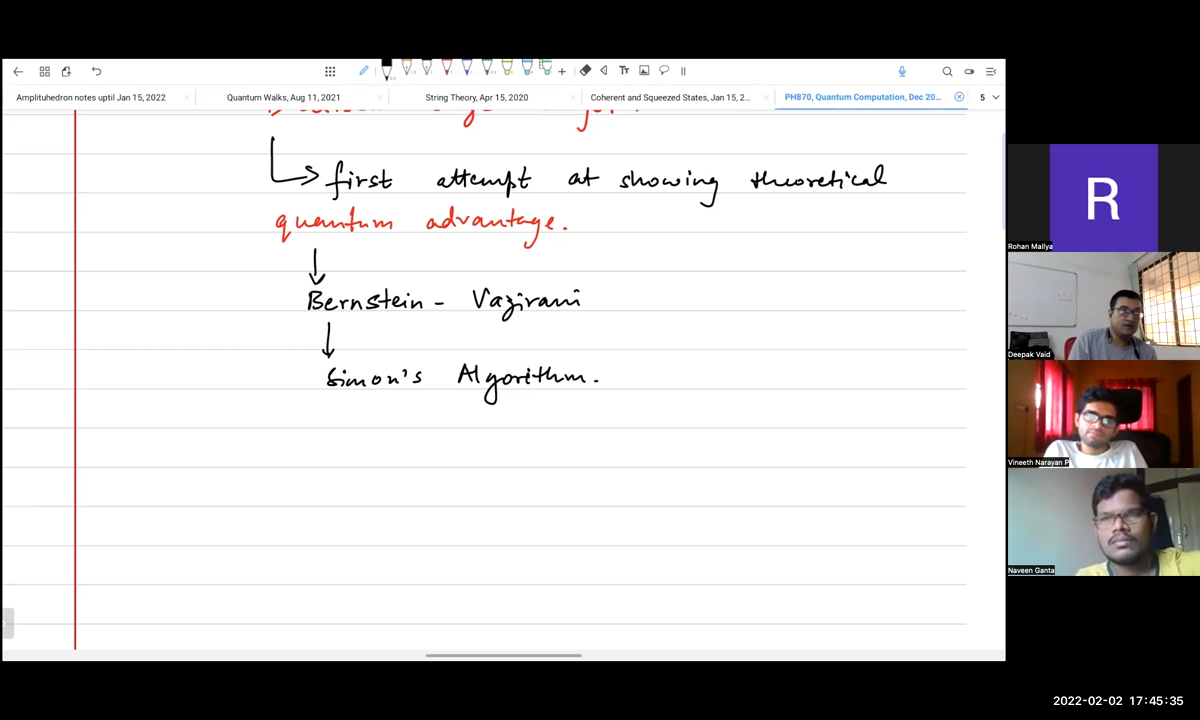 Amplituhedron notes uptil Jan 15, 2022
Quantum Walks, Aug 11, 2021
String Theory, Apr 15, 2020
Coherent and Squeezed States, Jan 15, 2...
PH870, Quantum Computation, Dec 20...
5
first attempt at showing theoretical
quantum advantage.
Bernstein - Vazirani
Simon's Algorithm.
R
Rohan Mallya
Deepak Vaid
Vineeth Narayan P
Naveen Ganta
2022-02-02 17:45:35